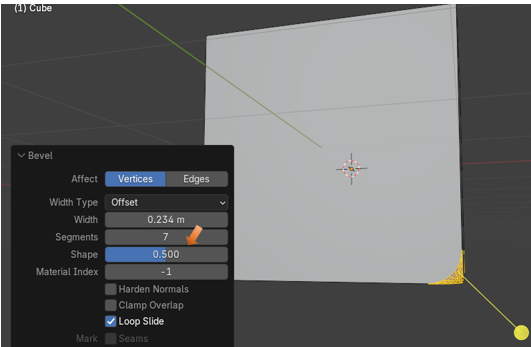 (1) Cube
Bevel
Affect Vertices Edges
Width Type Offset
Width 0.234 m
Segments 7
Shape 0.500
Material Index -1
Harden Normals
Clamp Overlap
Loop Slide
Mark Seams